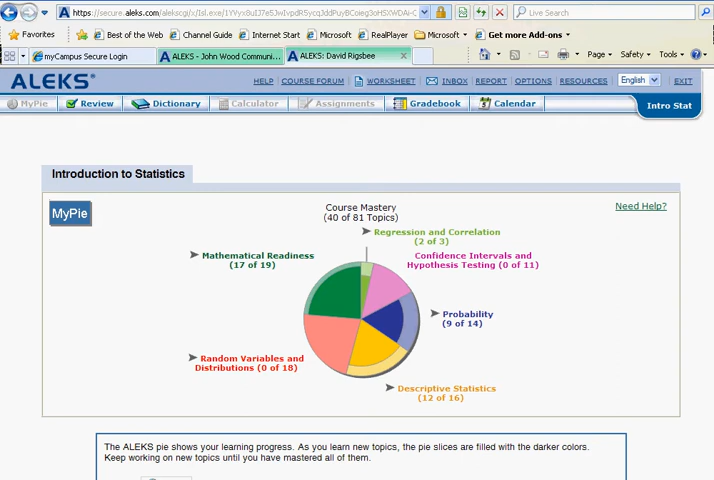 https://secure.aleks.com/alekscgi/x/Isl.exe/
Live Search
Favorites
Best of the Web
Channel Guide
Internet Start
Microsoft
RealPlayer
Microsoft
Get more Add-ons
myCampus Secure Login
ALEKS - John Wood Communi...
ALEKS: David Rigsbee
Page
Safety
Tools
ALEKS
HELP
COURSE FORUM
WORKSHEET
INBOX
REPORT
OPTIONS
RESOURCES
English
EXIT
MyPie
Review
Dictionary
Calculator
Assignments
Gradebook
Calendar
Intro Stat
Introduction to Statistics
MyPie
Need Help?
Course Mastery
(40 of 81 Topics)
Regression and Correlation
(2 of 3)
Mathematical Readiness
(17 of 19)
Confidence Intervals and
Hypothesis Testing (0 of 11)
Probability
(9 of 14)
Random Variables and
Distributions (0 of 18)
Descriptive Statistics
(12 of 16)
The ALEKS pie shows your learning progress. As you learn new topics, the pie slices are filled with the darker colors.
Keep working on new topics until you have mastered all of them.